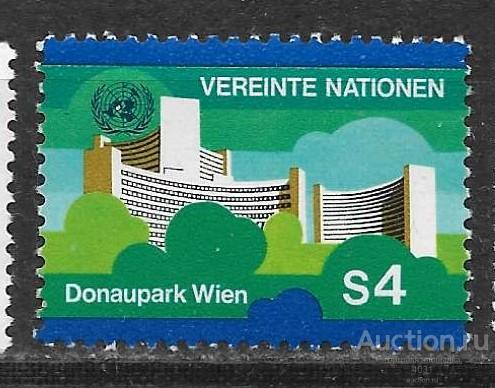 VEREINTE NATIONEN
Donaupark Wien
S4
Auction.ru